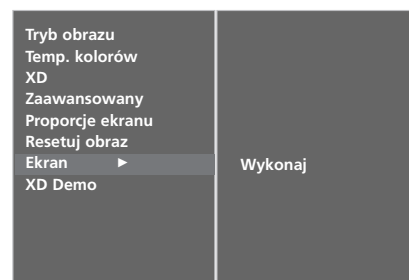 Tryb obrazu
Temp. kolorów
XD
Zaawansowany
Proporcje ekranu
Resetuj obraz
Ekran ►
Wykonaj
XD Demo